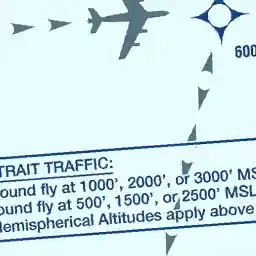 600
TRAIT TRAFFIC:
ound fly at 1000', 2000', or 3000' MS
ound fly at 500', 1500', or 2500' MSL
Hemispherical Altitudes apply above